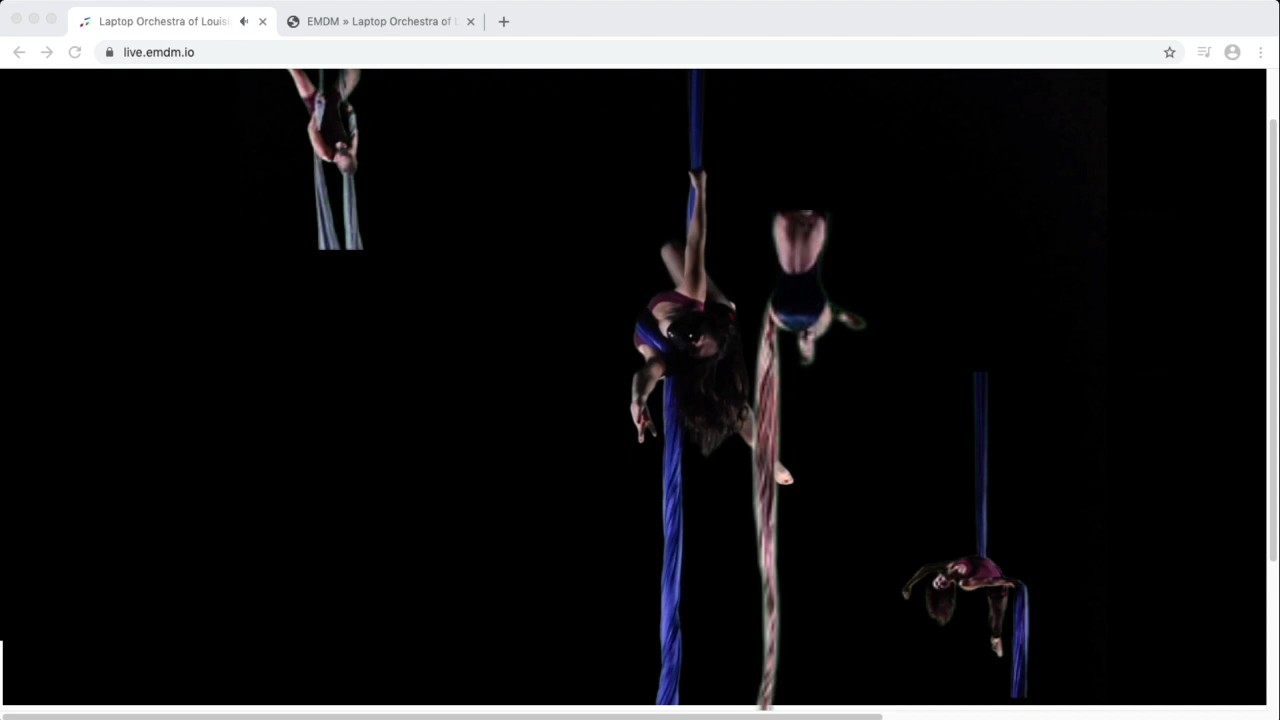 Laptop Orchestra of Louisi
EMDM » Laptop Orchestra of L
live.emdm.io